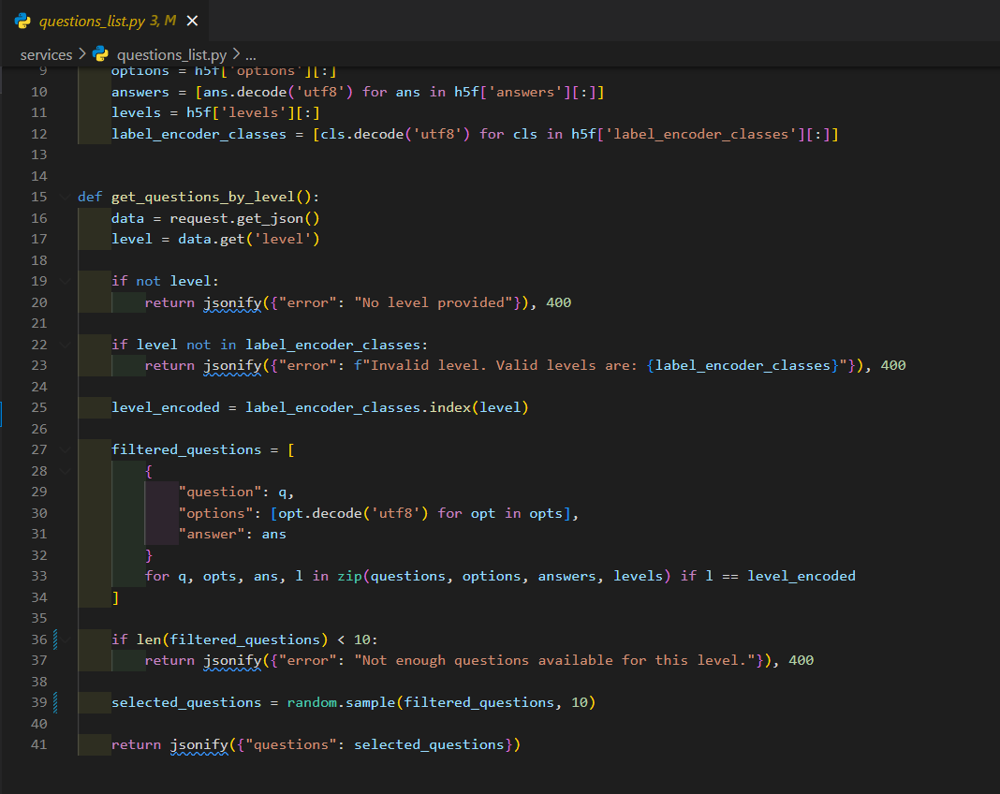 questions_list.py 3, M
services > questions_list.py > ...
9 options = h5f['options'][:]
10 answers = [ans.decode('utf8') for ans in h5f['answers'][:]]
11 levels = h5f['levels'][:]
12 label_encoder_classes = [cls.decode('utf8') for cls in h5f['label_encoder_classes'][:]]
13
14
15 def get_questions_by_level():
16 data = request.get_json()
17 level = data.get('level')
18
19 if not level:
20 return jsonify({"error": "No level provided"}), 400
21
22 if level not in label_encoder_classes:
23 return jsonify({"error": f"Invalid level. Valid levels are: {label_encoder_classes}"}), 400
24
25 level_encoded = label_encoder_classes.index(level)
26
27 filtered_questions = [
28 {
29 "question": q,
30 "options": [opt.decode('utf8') for opt in opts],
31 "answer": ans
32 }
33 for q, opts, ans, l in zip(questions, options, answers, levels) if l == level_encoded
34 ]
35
36 if len(filtered_questions) < 10:
37 return jsonify({"error": "Not enough questions available for this level."}), 400
38
39 selected_questions = random.sample(filtered_questions, 10)
40
41 return jsonify({"questions": selected_questions})